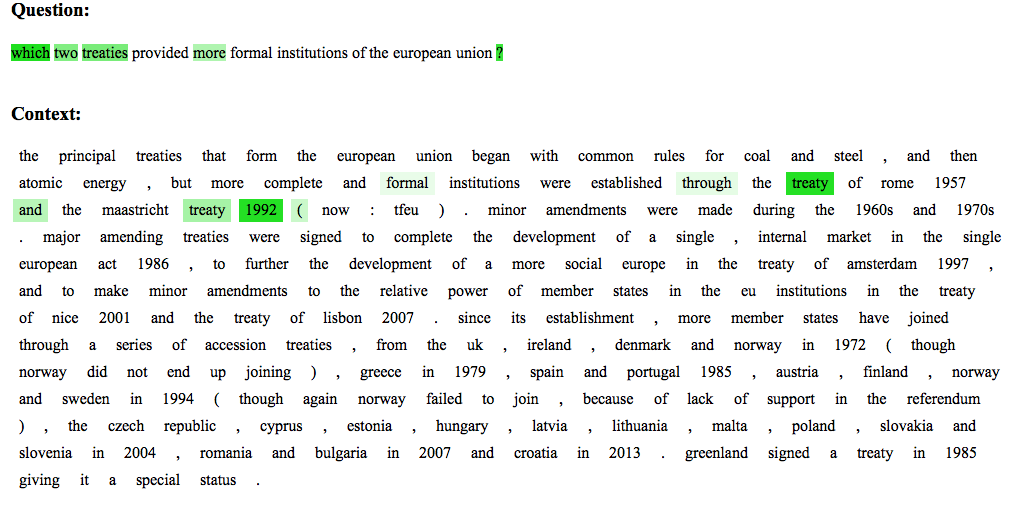 Question:
which two treaties provided more formal institutions of the european union ?
Context:
the principal treaties that form the european union began with common rules for coal and steel , and then
atomic energy , but more complete and formal institutions were established through the treaty of rome 1957
and the maastricht treaty 1992 ( now : tfeu ) . minor amendments were made during the 1960s and 1970s
. major amending treaties were signed to complete the development of a single , internal market in the single
european act 1986 , to further the development of a more social europe in the treaty of amsterdam 1997 ,
and to make minor amendments to the relative power of member states in the eu institutions in the treaty
of nice 2001 and the treaty of lisbon 2007 . since its establishment , more member states have joined
through a series of accession treaties , from the uk , ireland , denmark and norway in 1972 ( though
norway did not end up joining ) , greece in 1979 , spain and portugal 1985 , austria , finland , norway
and sweden in 1994 ( though again norway failed to join , because of lack of support in the referendum
) , the czech republic , cyprus , estonia , hungary , latvia , lithuania , malta , poland , slovakia and
slovenia in 2004 , romania and bulgaria in 2007 and croatia in 2013 . greenland signed a treaty in 1985
giving it a special status .